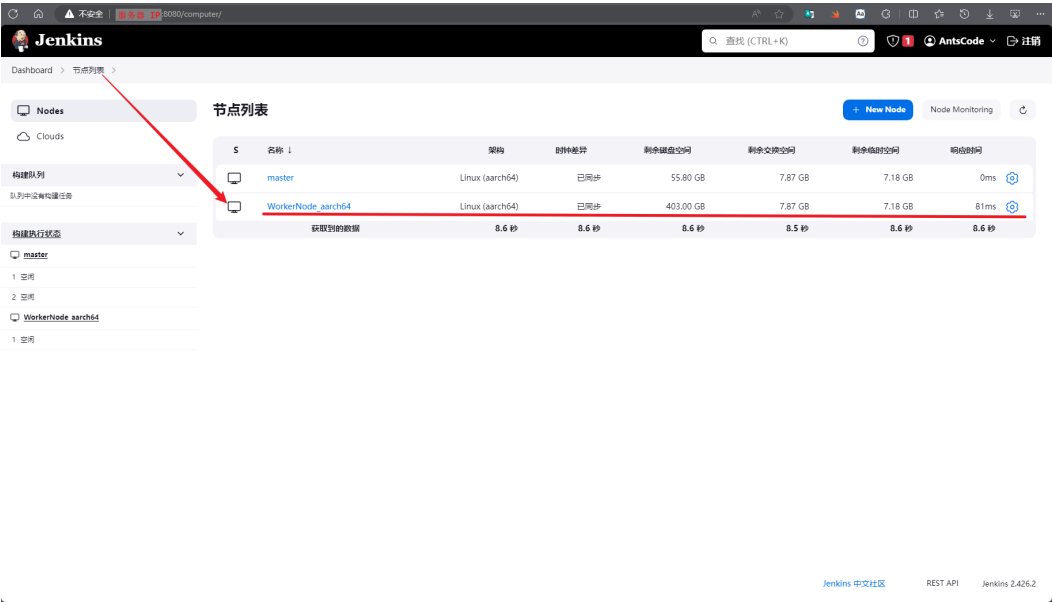 不安全 服务器 IP:8080/computer/
Jenkins
查找 (CTRL+K)
1
AntsCode
注销
Dashboard > 节点列表 >
Nodes
Clouds
构建队列
队列中没有构建任务
构建执行状态
master
1 空闲
2 空闲
WorkerNode_aarch64
1 空闲
节点列表
+ New Node
Node Monitoring
S 名称 ↓ 架构 时钟差异 剩余磁盘空间 剩余交换空间 剩余临时空间 响应时间
master Linux (aarch64) 已同步 55.80 GB 7.87 GB 7.18 GB 0ms
WorkerNode_aarch64 Linux (aarch64) 已同步 403.00 GB 7.87 GB 7.18 GB 81ms
获取到的数据 8.6 秒 8.6 秒 8.6 秒 8.5 秒 8.6 秒 8.6 秒
Jenkins 中文社区 REST API Jenkins 2.426.2